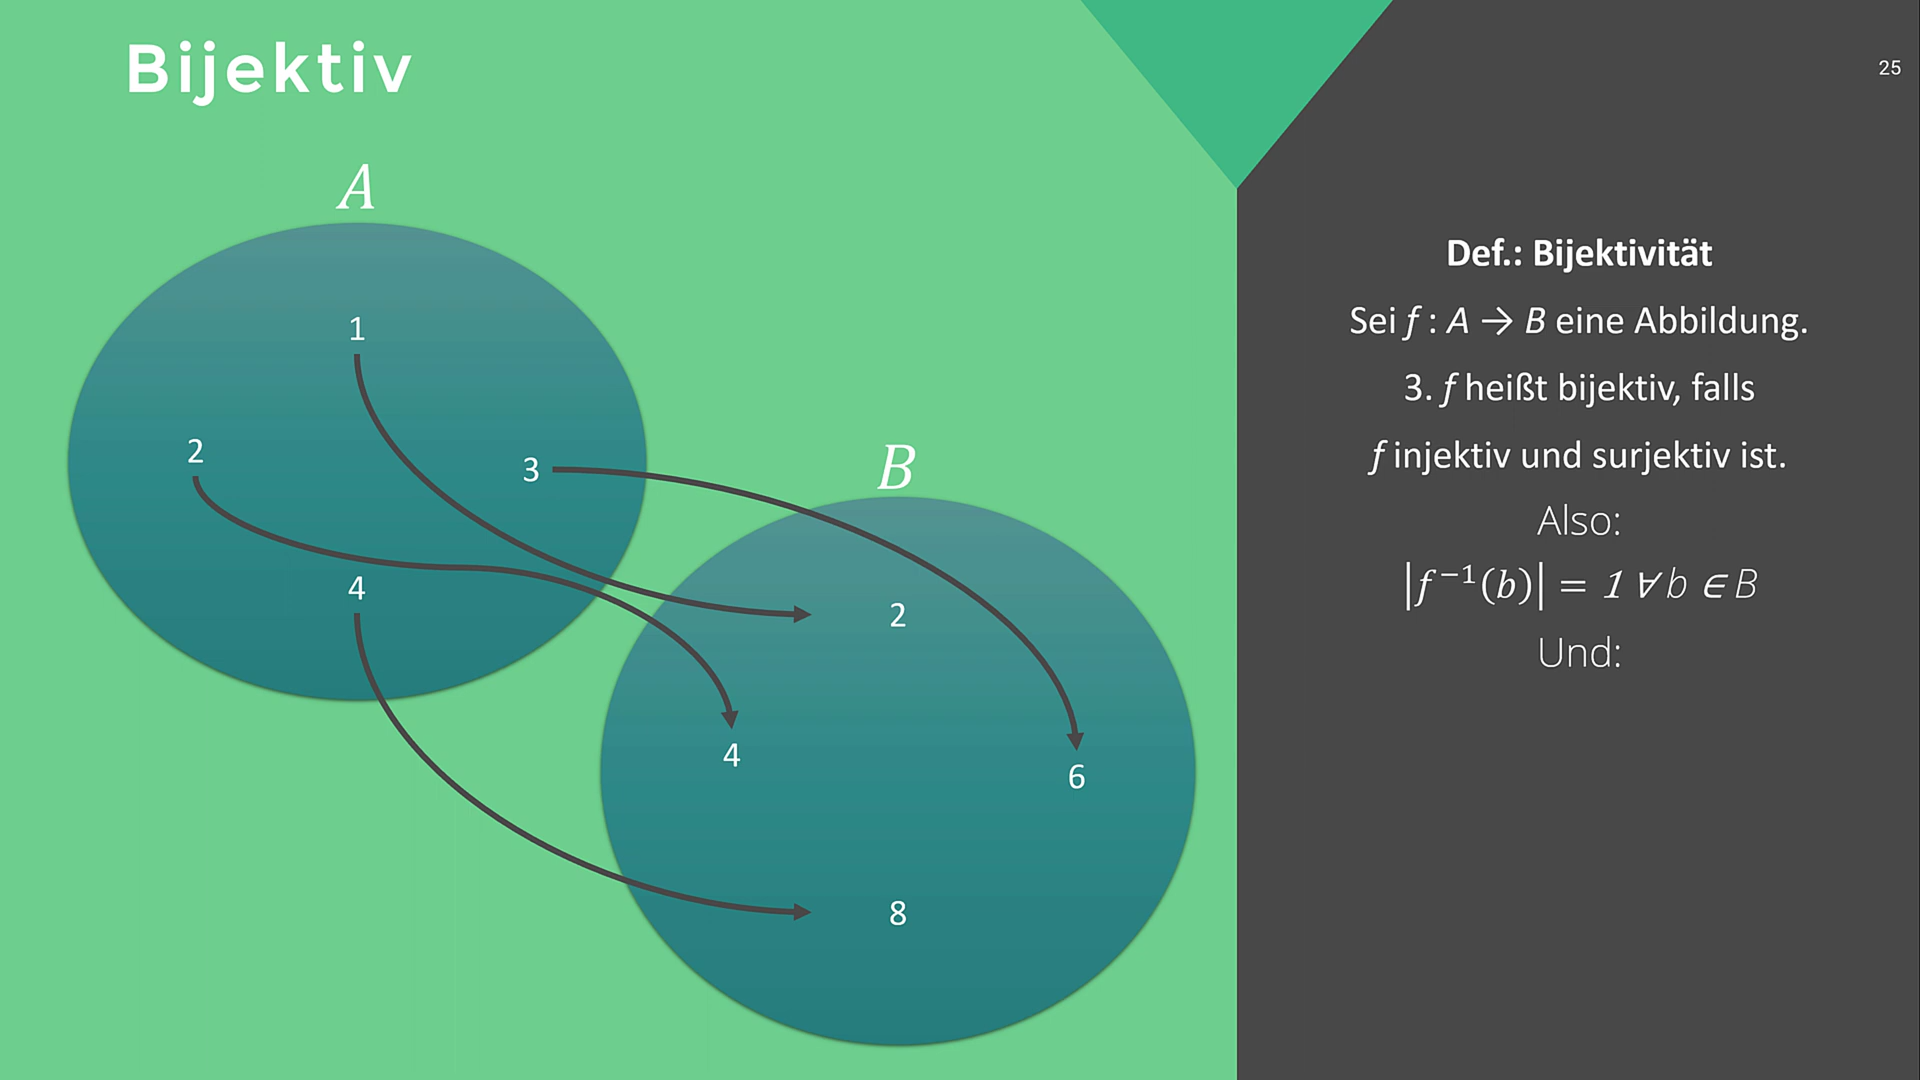 Bijektiv
25
A
1
2
3
4
B
2
4
6
8
Def.: Bijektivität
Sei f : A → B eine Abbildung.
3. f heißt bijektiv, falls
f injektiv und surjektiv ist.
Also:
|f⁻¹(b)| = 1 ∀ b ∈ B
Und: